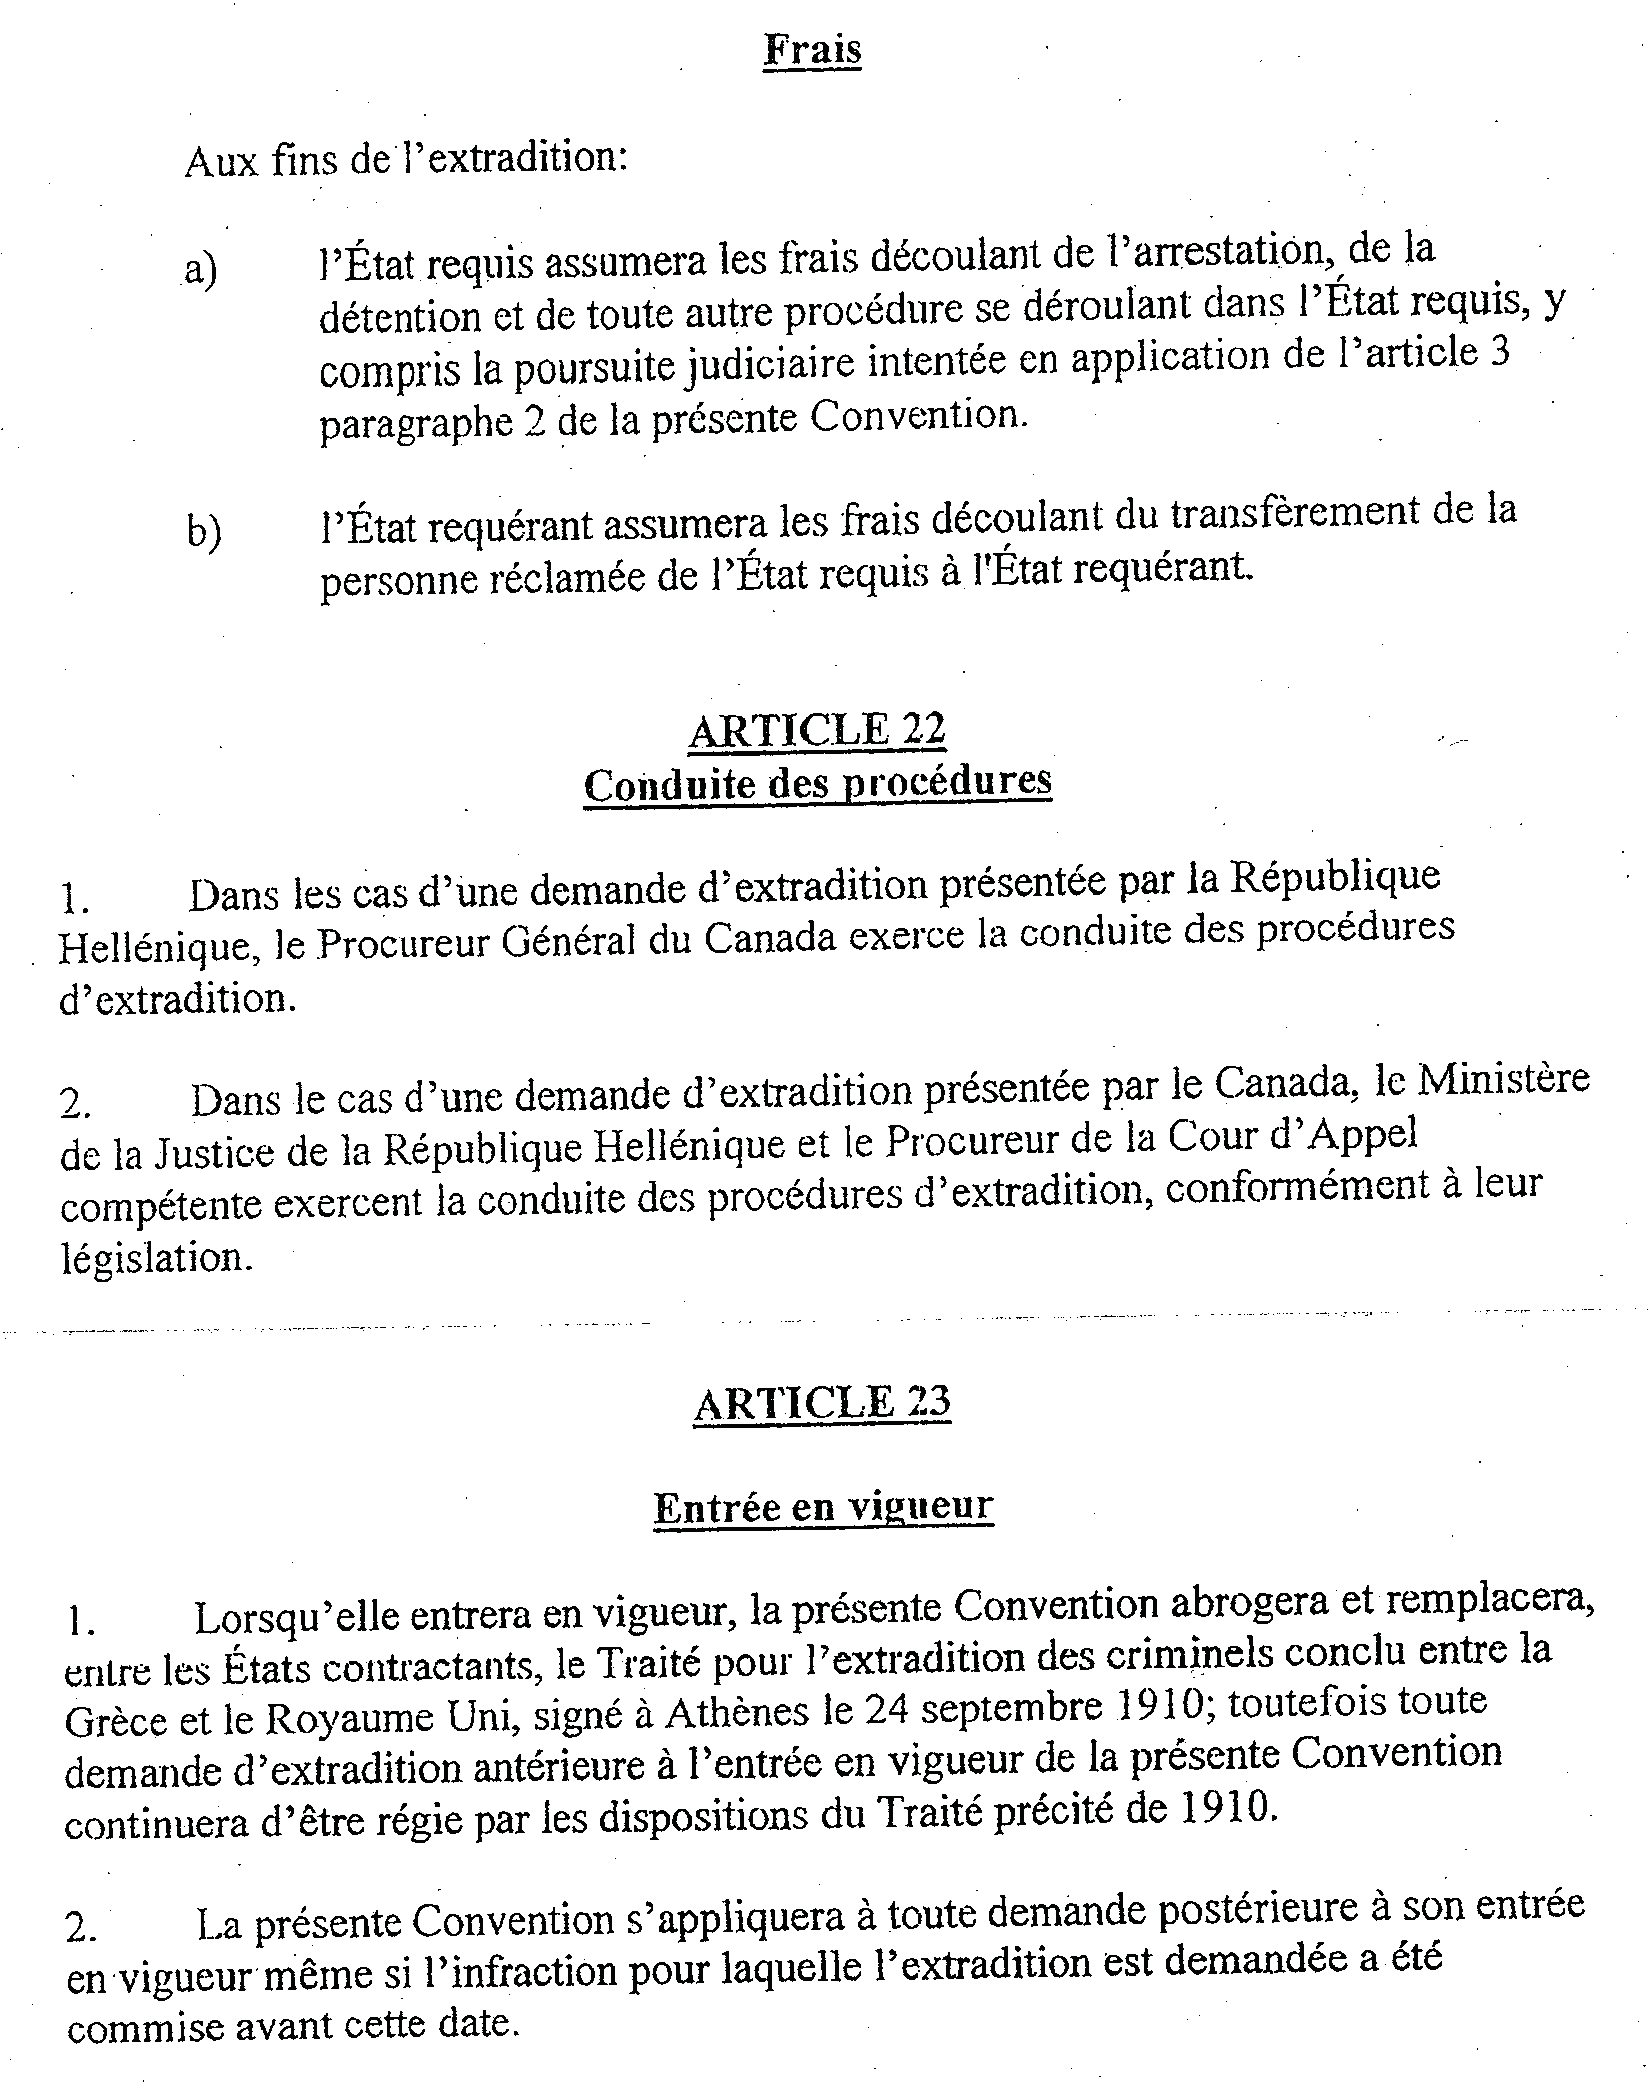 Frais
Aux fins de l'extradition:
a) l'État requis assumera les frais découlant de l'arrestation, de la
détention et de toute autre procédure se déroulant dans l'État requis, y
compris la poursuite judiciaire intentée en application de l'article 3
paragraphe 2 de la présente Convention.
b) l'État requérant assumera les frais découlant du transfèrement de la
personne réclamée de l'État requis à l'État requérant.
ARTICLE 22
Conduite des procédures
1. Dans les cas d'une demande d'extradition présentée par la République
Hellénique, le Procureur Général du Canada exerce la conduite des procédures
d'extradition.
2. Dans le cas d'une demande d'extradition présentée par le Canada, le Ministère
de la Justice de la République Hellénique et le Procureur de la Cour d'Appel
compétente exercent la conduite des procédures d'extradition, conformément à leur
législation.
ARTICLE 23
Entrée en vigueur
1. Lorsqu'elle entrera en vigueur, la présente Convention abrogera et remplacera,
entre les États contractants, le Traité pour l'extradition des criminels conclu entre la
Grèce et le Royaume Uni, signé à Athènes le 24 septembre 1910; toutefois toute
demande d'extradition antérieure à l'entrée en vigueur de la présente Convention
continuera d'être régie par les dispositions du Traité précité de 1910.
2. La présente Convention s'appliquera à toute demande postérieure à son entrée
en vigueur même si l'infraction pour laquelle l'extradition est demandée a été
commise avant cette date.